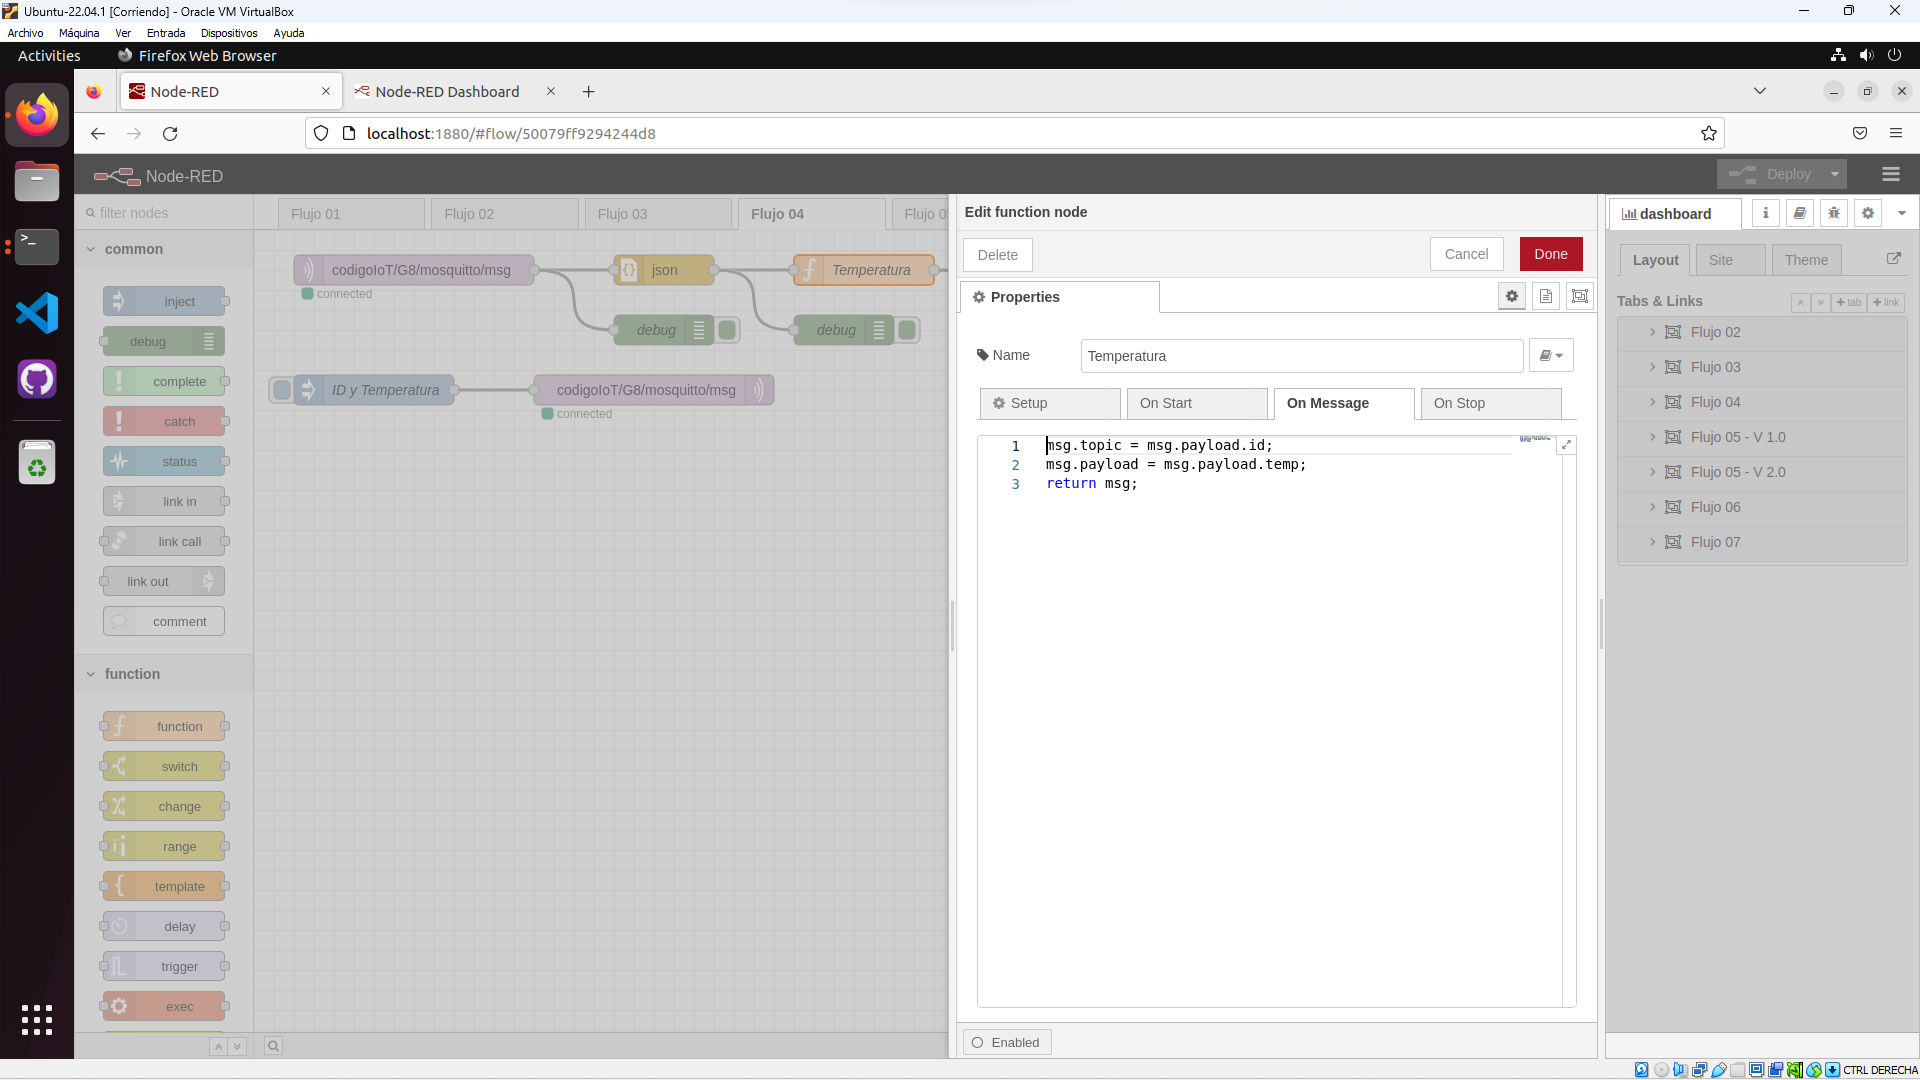 Ubuntu-22.04.1 [Corriendo] - Oracle VM VirtualBox
Archivo Máquina Ver Entrada Dispositivos Ayuda
Activities Firefox Web Browser
Node-RED
Node-RED Dashboard
localhost:1880/#flow/50079ff9294244d8
Node-RED
Deploy
filter nodes
common
inject
debug
complete
catch
status
link in
link call
link out
comment
function
function
switch
change
range
template
delay
trigger
exec
Flujo 01
Flujo 02
Flujo 03
Flujo 04
Flujo 0
codigoIoT/G8/mosquitto/msg
connected
json
Temperatura
debug
debug
ID y Temperatura
codigoIoT/G8/mosquitto/msg
connected
Edit function node
Delete
Cancel
Done
Properties
Name
Temperatura
Setup
On Start
On Message
On Stop
1 msg.topic = msg.payload.id;
2 msg.payload = msg.payload.temp;
3 return msg;
Enabled
dashboard
Layout
Site
Theme
Tabs & Links
+ tab
+ link
Flujo 02
Flujo 03
Flujo 04
Flujo 05 - V 1.0
Flujo 05 - V 2.0
Flujo 06
Flujo 07
CTRL DERECHA